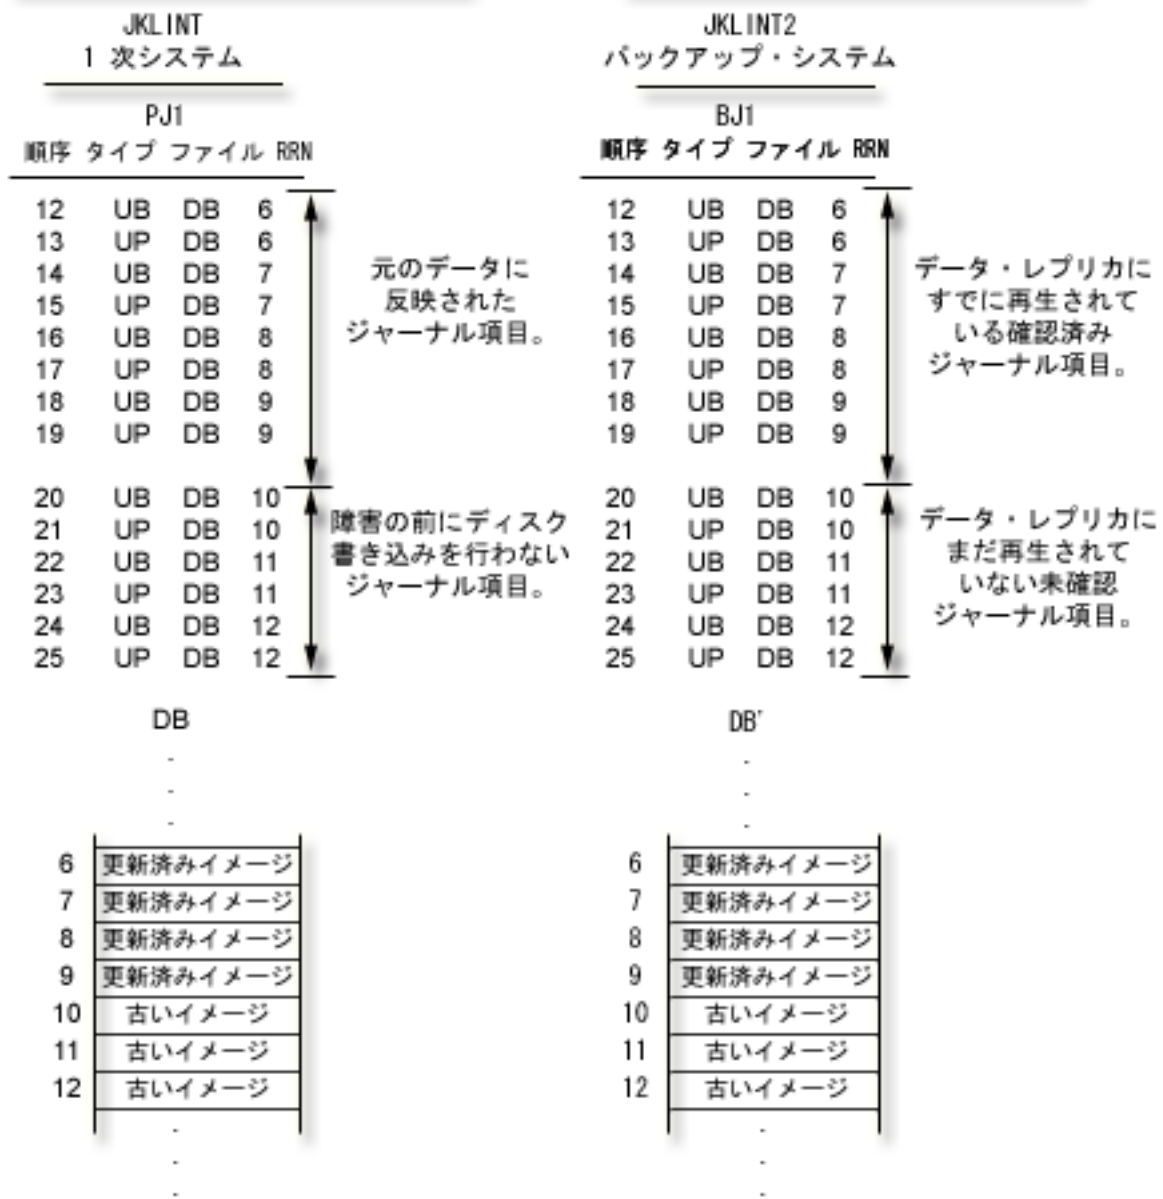 JKLINT
1 次システム
PJ1
順序 タイプ ファイル RRN
12 UB DB 6
13 UP DB 6
14 UB DB 7
15 UP DB 7
16 UB DB 8
17 UP DB 8
18 UB DB 9
19 UP DB 9
元のデータに
反映された
ジャーナル項目。
20 UB DB 10
21 UP DB 10
22 UB DB 11
23 UP DB 11
24 UB DB 12
25 UP DB 12
障害の前にディスク
書き込みを行わない
ジャーナル項目。
DB
6 更新済みイメージ
7 更新済みイメージ
8 更新済みイメージ
9 更新済みイメージ
10 古いイメージ
11 古いイメージ
12 古いイメージ
JKLINT2
バックアップ・システム
BJ1
順序 タイプ ファイル RRN
12 UB DB 6
13 UP DB 6
14 UB DB 7
15 UP DB 7
16 UB DB 8
17 UP DB 8
18 UB DB 9
19 UP DB 9
データ・レプリカに
すでに再生されて
いる確認済み
ジャーナル項目。
20 UB DB 10
21 UP DB 10
22 UB DB 11
23 UP DB 11
24 UB DB 12
25 UP DB 12
データ・レプリカに
まだ再生されて
いない未確認
ジャーナル項目。
DB'
6 更新済みイメージ
7 更新済みイメージ
8 更新済みイメージ
9 更新済みイメージ
10 古いイメージ
11 古いイメージ
12 古いイメージ